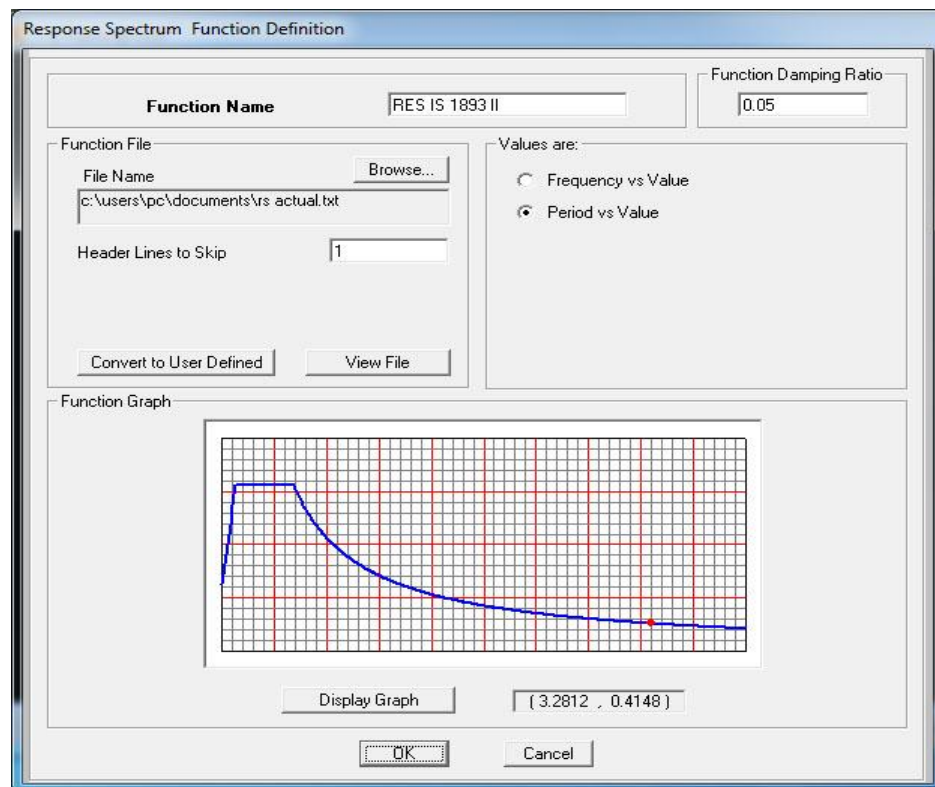 Response Spectrum Function Definition
Function Name
RES IS 1893 II
Function Damping Ratio
0.05
Function File
File Name
Browse...
c:\users\pc\documents\rs actual.txt
Header Lines to Skip
1
Convert to User Defined
View File
Values are:
Frequency vs Value
Period vs Value
Function Graph
Display Graph
( 3.2812 , 0.4148 )
OK
Cancel